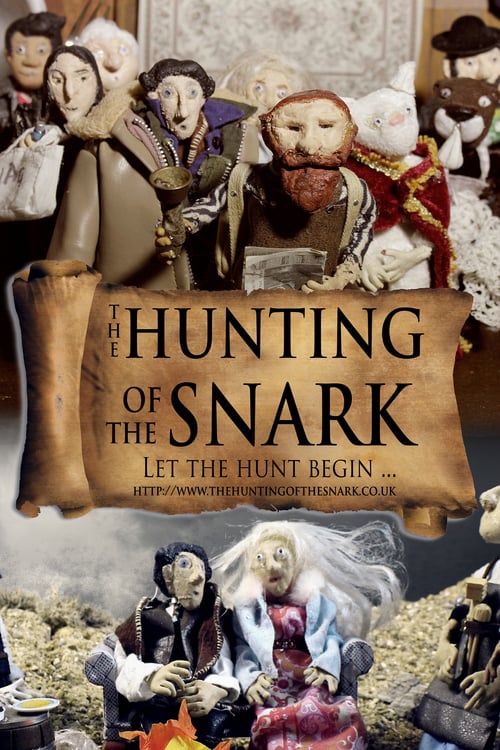 THE HUNTING
OF THE SNARK
LET THE HUNT BEGIN ...
HTTP://WWW.THEHUNTINGOFTHESNARK.CO.UK